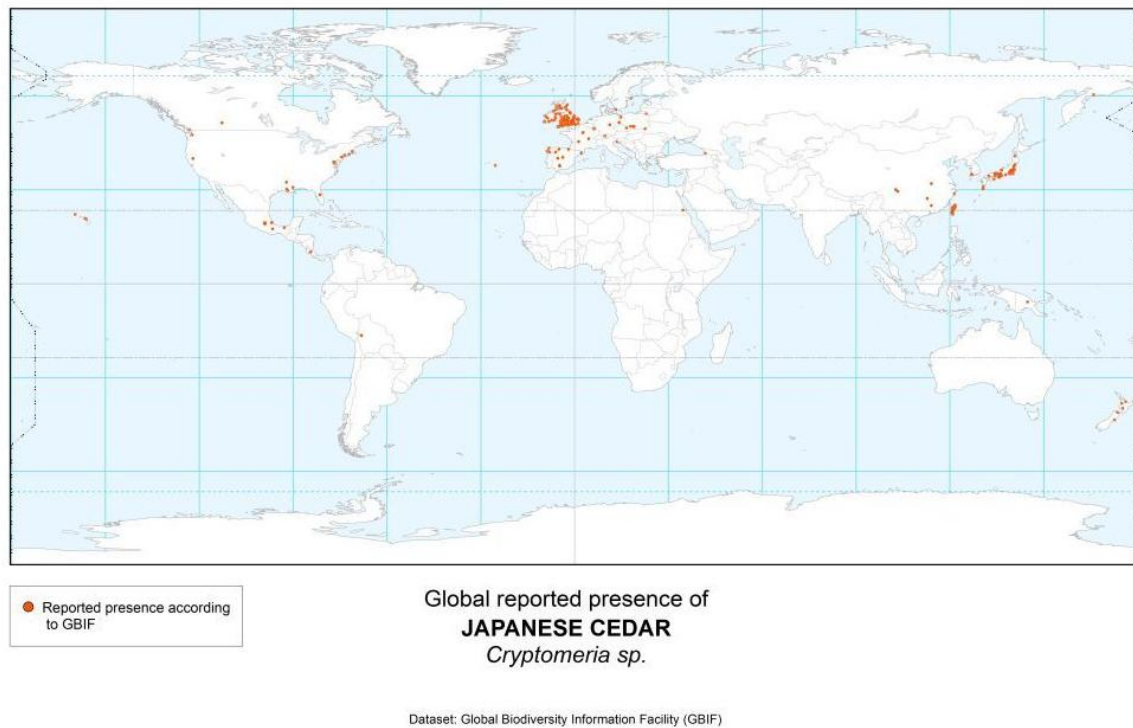 Reported presence according
to GBIF
Global reported presence of
JAPANESE CEDAR
Cryptomeria sp.
Dataset: Global Biodiversity Information Facility (GBIF)